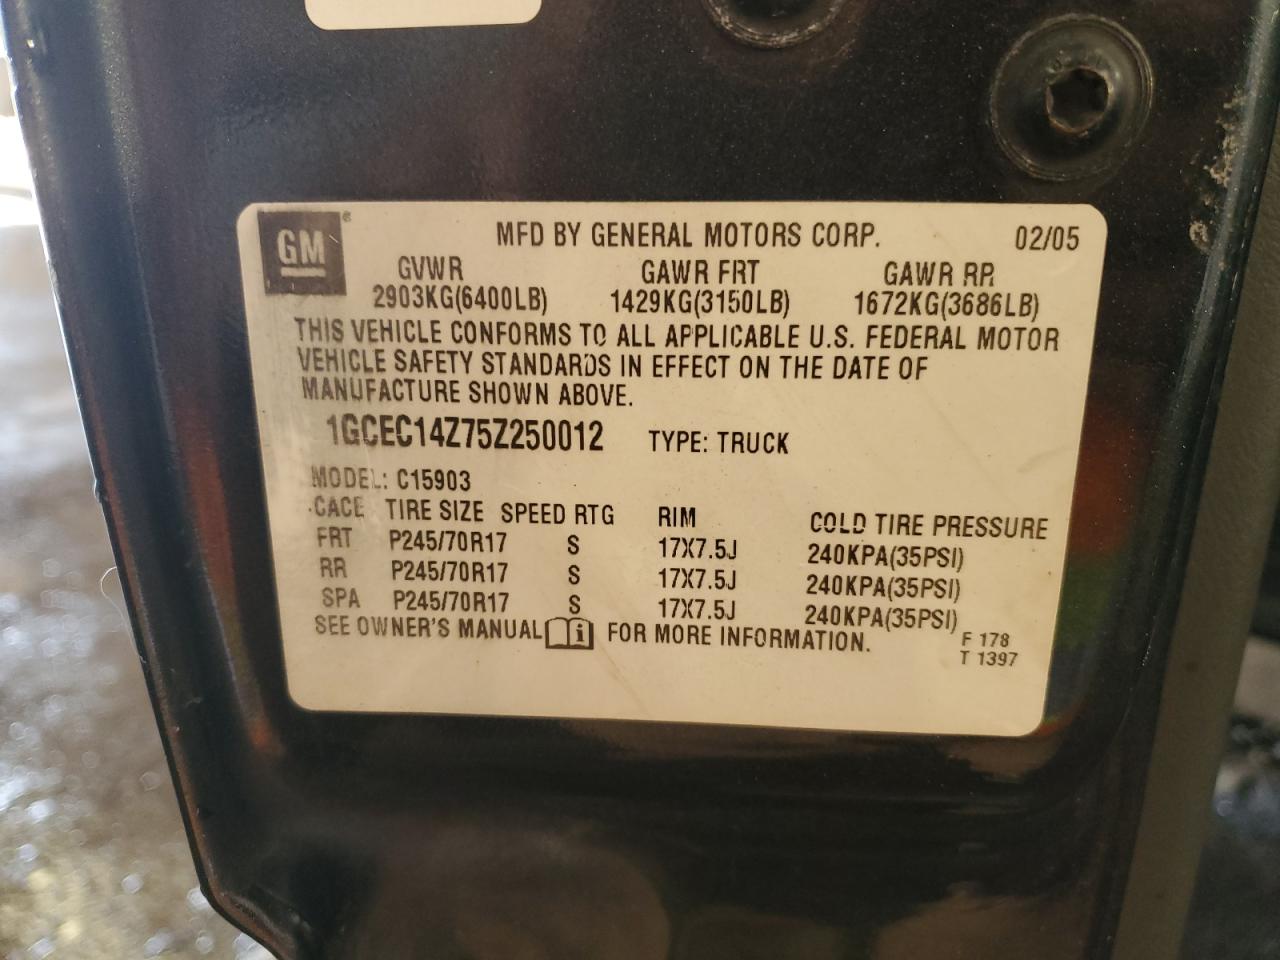 GM ®
MFD BY GENERAL MOTORS CORP. 02/05
GVWR GAWR FRT GAWR RR
2903KG(6400LB) 1429KG(3150LB) 1672KG(3686LB)
THIS VEHICLE CONFORMS TO ALL APPLICABLE U.S. FEDERAL MOTOR
VEHICLE SAFETY STANDARDS IN EFFECT ON THE DATE OF
MANUFACTURE SHOWN ABOVE.
1GCEC14Z75Z250012 TYPE: TRUCK
MODEL: C15903
TIRE SIZE SPEED RTG RIM COLD TIRE PRESSURE
FRT P245/70R17 S 17X7.5J 240KPA(35PSI)
RR P245/70R17 S 17X7.5J 240KPA(35PSI)
SPA P245/70R17 S 17X7.5J 240KPA(35PSI)
SEE OWNER'S MANUAL i FOR MORE INFORMATION.
F 178
T 1397